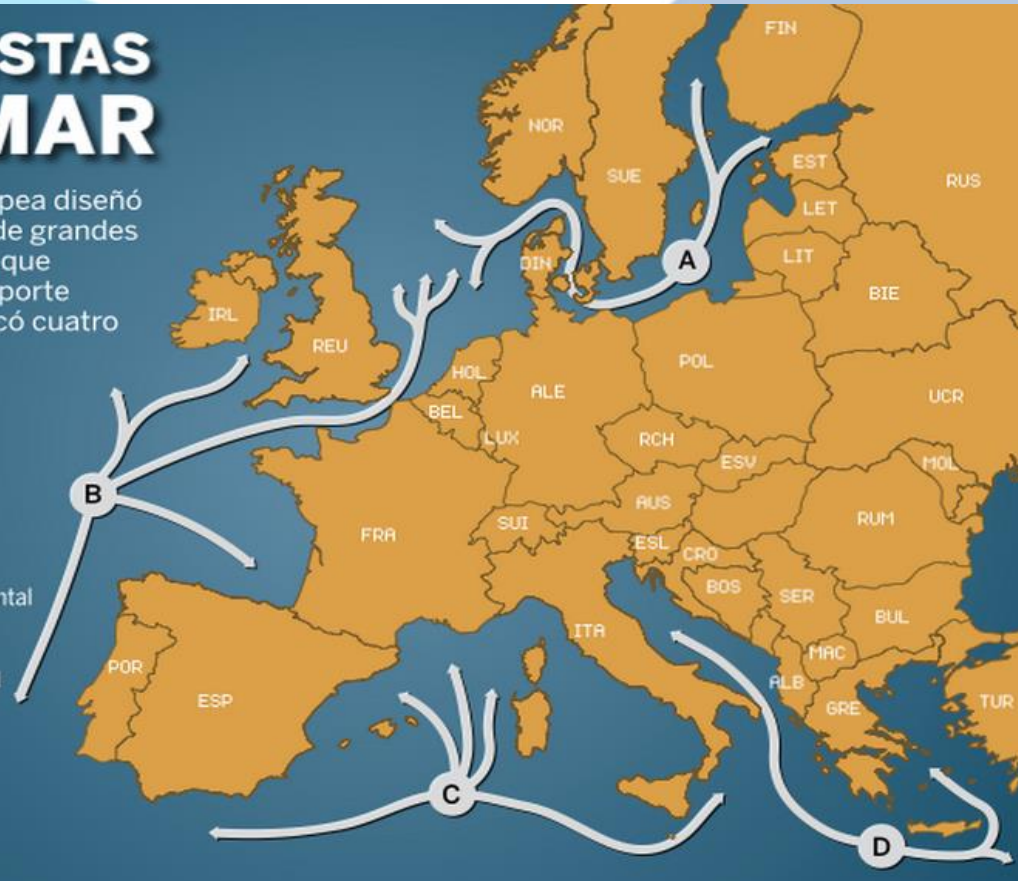 STAS
MAR
pea diseñó
de grandes
que
porte
có cuatro
ntal
FIN
NOR
SUE
EST
RUS
LET
LIT
DIN
A
BIE
IRL
REU
HOL
ALE
POL
BEL
UCR
LUX
RCH
ESV
MOL
B
AUS
SUI
FRA
RUM
ESL
CRO
BOS
SER
BUL
ITA
MAC
POR
ALB
ESP
GRE
TUR
C
D